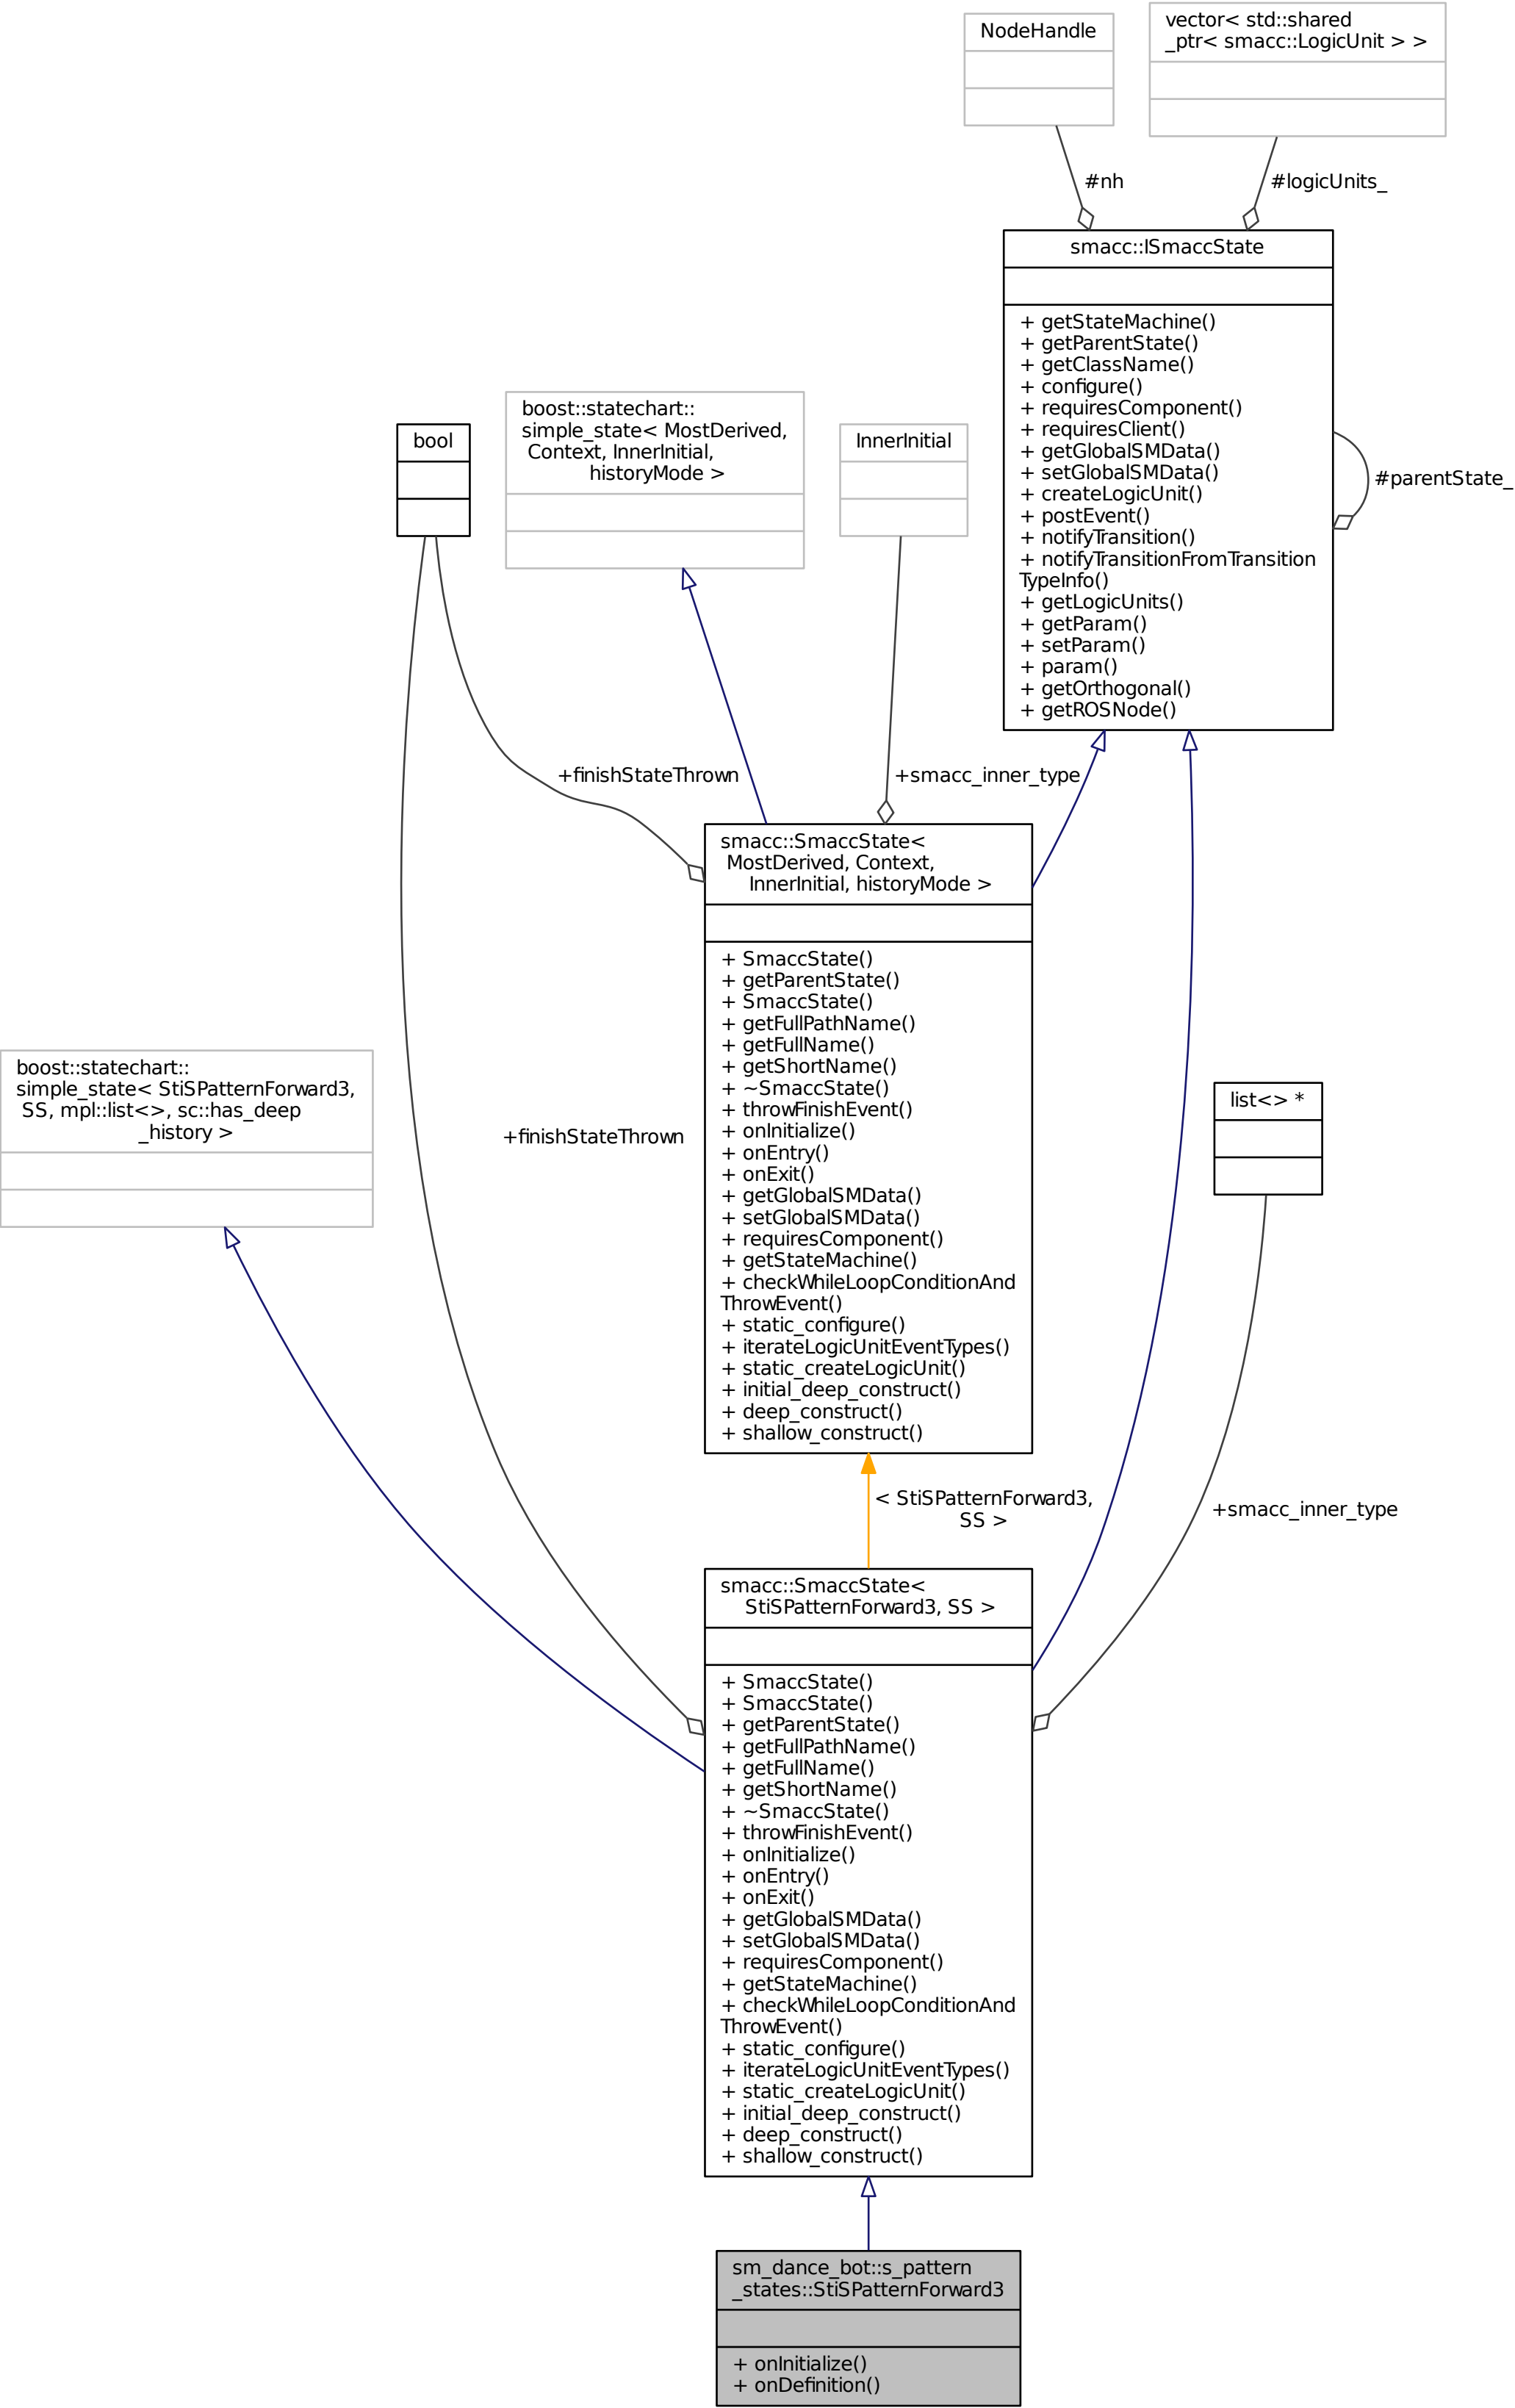 NodeHandle
vector< std::shared
_ptr< smacc::LogicUnit > >
#nh
#logicUnits_
smacc::ISmaccState
+ getStateMachine()
+ getParentState()
+ getClassName()
+ configure()
+ requiresComponent()
+ requiresClient()
+ getGlobalSMData()
+ setGlobalSMData()
+ createLogicUnit()
+ postEvent()
+ notifyTransition()
+ notifyTransitionFromTransition
TypeInfo()
+ getLogicUnits()
+ getParam()
+ setParam()
+ param()
+ getOrthogonal()
+ getROSNode()
#parentState_
bool
boost::statechart::
simple_state< MostDerived,
Context, InnerInitial,
historyMode >
InnerInitial
+finishStateThrown
+smacc_inner_type
smacc::SmaccState<
MostDerived, Context,
InnerInitial, historyMode >
+ SmaccState()
+ getParentState()
+ SmaccState()
+ getFullPathName()
+ getFullName()
+ getShortName()
+ ~SmaccState()
+ throwFinishEvent()
+ onInitialize()
+ onEntry()
+ onExit()
+ getGlobalSMData()
+ setGlobalSMData()
+ requiresComponent()
+ getStateMachine()
+ checkWhileLoopConditionAnd
ThrowEvent()
+ static_configure()
+ iterateLogicUnitEventTypes()
+ static_createLogicUnit()
+ initial_deep_construct()
+ deep_construct()
+ shallow_construct()
boost::statechart::
simple_state< StiSPatternForward3,
SS, mpl::list<>, sc::has_deep
_history >
+finishStateThrown
list<> *
< StiSPatternForward3,
SS >
+smacc_inner_type
smacc::SmaccState<
StiSPatternForward3, SS >
+ SmaccState()
+ SmaccState()
+ getParentState()
+ getFullPathName()
+ getFullName()
+ getShortName()
+ ~SmaccState()
+ throwFinishEvent()
+ onInitialize()
+ onEntry()
+ onExit()
+ getGlobalSMData()
+ setGlobalSMData()
+ requiresComponent()
+ getStateMachine()
+ checkWhileLoopConditionAnd
ThrowEvent()
+ static_configure()
+ iterateLogicUnitEventTypes()
+ static_createLogicUnit()
+ initial_deep_construct()
+ deep_construct()
+ shallow_construct()
sm_dance_bot::s_pattern
_states::StiSPatternForward3
+ onInitialize()
+ onDefinition()